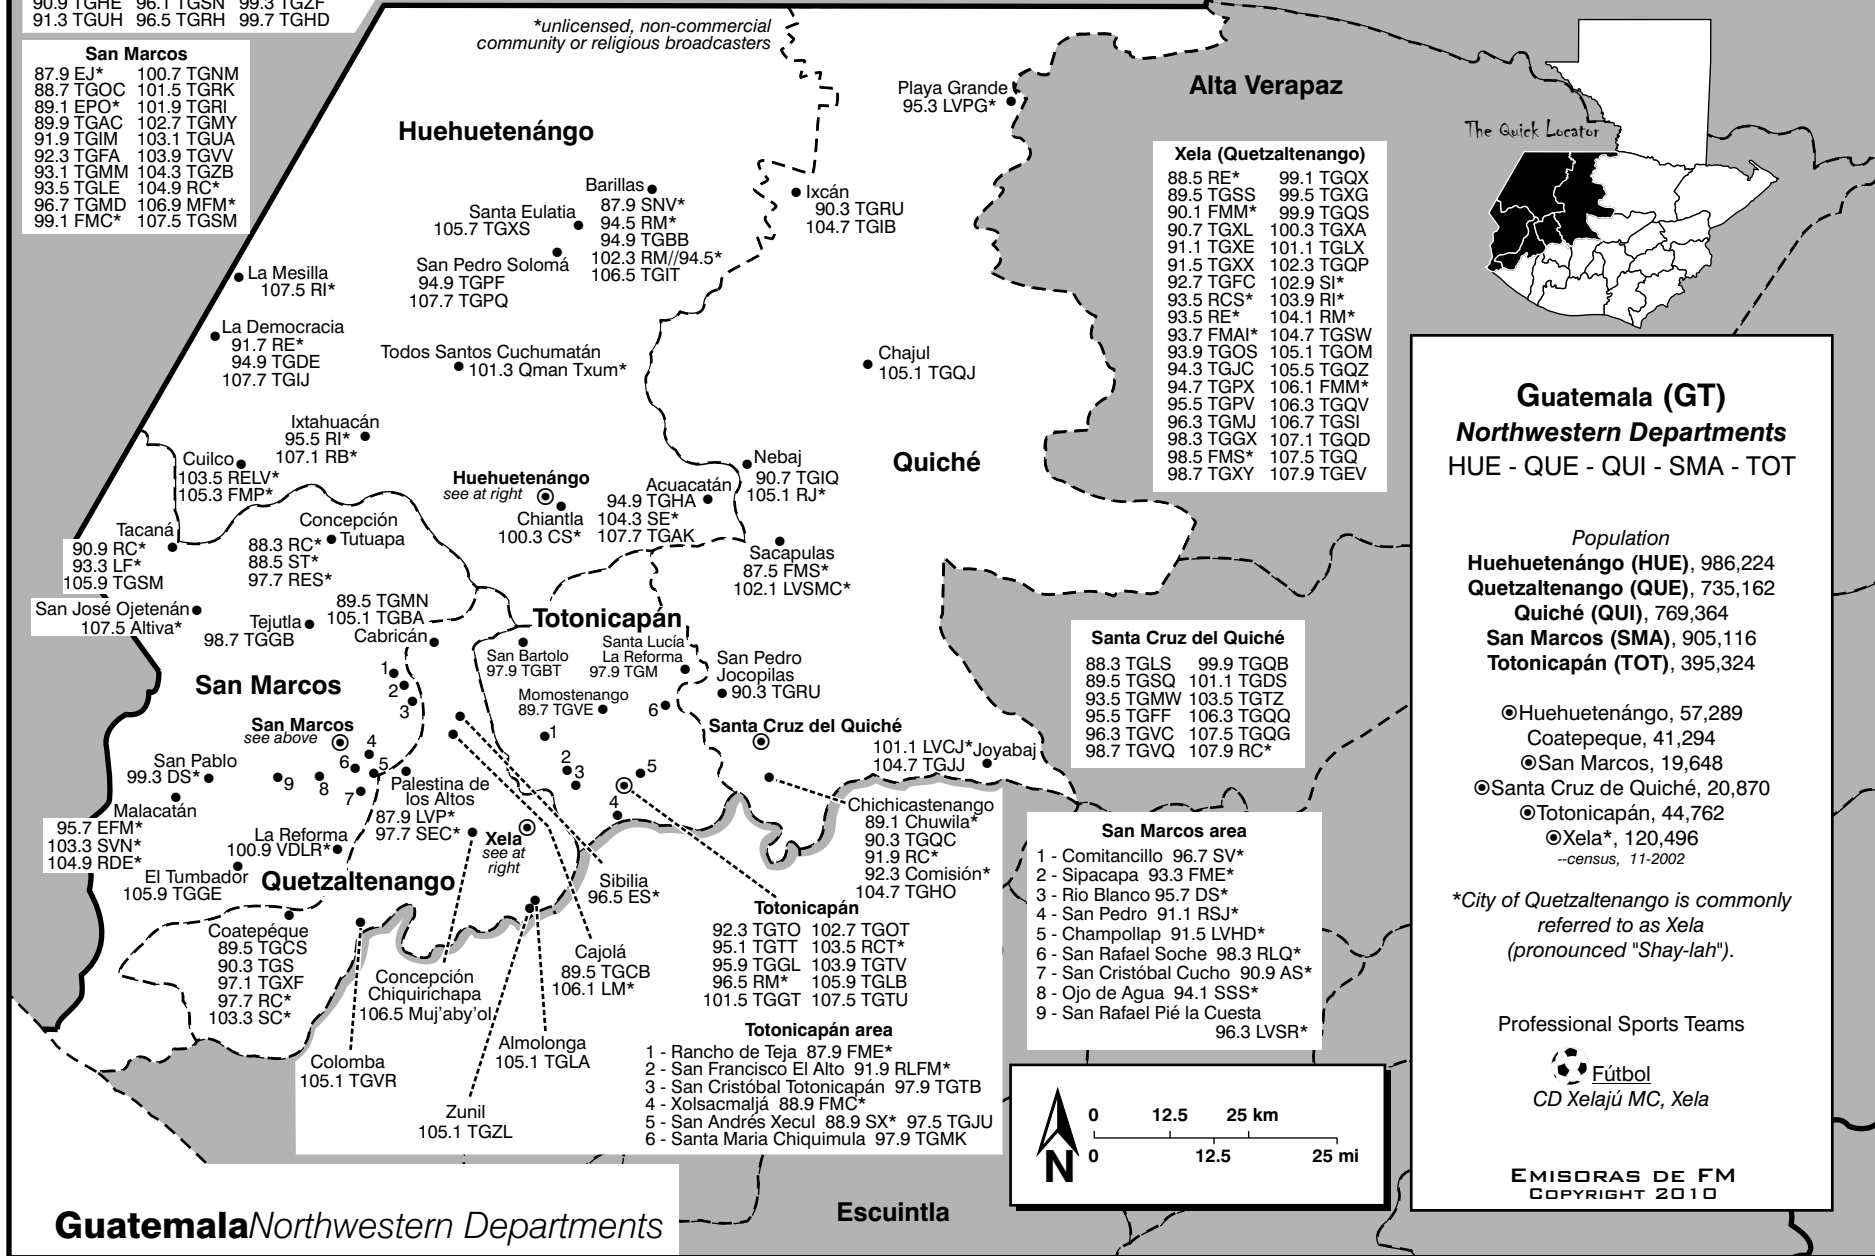 90.9 TGHE 96.1 TGSN 99.3 TGZF
91.3 TGUH 96.5 TGRH 99.7 TGHD
San Marcos
87.9 EJ* 100.7 TGNM
88.7 TGOC 101.5 TGRK
89.1 EPO* 101.9 TGRI
89.9 TGAC 102.7 TGMY
91.9 TGIM 103.1 TGUA
92.3 TGFA 103.9 TGVV
93.1 TGMM 104.3 TGZB
93.5 TGLE 104.9 RC*
96.7 TGMD 106.9 MFM*
99.1 FMC* 107.5 TGSM
*unlicensed, non-commercial
community or religious broadcasters
Huehuetenángo
Playa Grande
95.3 LVPG*
Alta Verapaz
The Quick Locator
Barillas
87.9 SNV*
94.5 RM*
94.9 TGBB
102.3 RM//94.5*
106.5 TGIT
Santa Eulatia
105.7 TGXS
San Pedro Solomá
94.9 TGPF
107.7 TGPQ
Ixcán
90.3 TGRU
104.7 TGIB
La Mesilla
107.5 RI*
La Democracia
91.7 RE*
94.9 TGDE
107.7 TGIJ
Todos Santos Cuchumatán
101.3 Qman Txum*
Chajul
105.1 TGQJ
Ixtahuacán
95.5 RI*
107.1 RB*
Cuilco
103.5 RELV*
105.3 FMP*
Huehuetenángo
see at right
Chiantla
100.3 CS*
Acuacatán
94.9 TGHA
104.3 SE*
107.7 TGAK
Nebaj
90.7 TGIQ
105.1 RJ*
Quiché
Sacapulas
87.5 FMS*
102.1 LVSMC*
Tacaná
90.9 RC*
93.3 LF*
105.9 TGSM
Concepción
Tutuapa
88.3 RC*
88.5 ST*
97.7 RES*
San José Ojetenán
107.5 Altiva*
Tejutla
98.7 TGGB
89.5 TGMN
105.1 TGBA
Cabricán
Totonicapán
San Bartolo
97.9 TGBT
Santa Lucía
La Reforma
97.9 TGM
San Pedro
Jocopilas
90.3 TGRU
Momostenango
89.7 TGVE
San Marcos
1
2
3
6
1
2
3
5
4
San Marcos
see above
4
6
5
7
8
9
San Pablo
99.3 DS*
Malacatán
95.7 EFM*
103.3 SVN*
104.9 RDE*
La Reforma
100.9 VDLR*
El Tumbador
105.9 TGGE
Palestina de
los Altos
87.9 LVP*
97.7 SEC*
Xela
see at
right
Quetzaltenango
Santa Cruz del Quiché
101.1 LVCJ* Joyabaj
104.7 TGJJ
Chichicastenango
89.1 Chuwila*
90.3 TGQC
91.9 RC*
92.3 Comisión*
104.7 TGHO
Sibilia
96.5 ES*
Cajolá
89.5 TGCB
106.1 LM*
Coatepéque
89.5 TGCS
90.3 TGS
97.1 TGXF
97.7 RC*
103.3 SC*
Concepción
Chiquirichapa
106.5 Muj'aby'ol
Colomba
105.1 TGVR
Almolonga
105.1 TGLA
Zunil
105.1 TGZL
Totonicapán
92.3 TGTO 102.7 TGOT
95.1 TGTT 103.5 RCT*
95.9 TGGL 103.9 TGTV
96.5 RM* 105.9 TGLB
101.5 TGGT 107.5 TGTU
Totonicapán area
1 - Rancho de Teja 87.9 FME*
2 - San Francisco El Alto 91.9 RLFM*
3 - San Cristóbal Totonicapán 97.9 TGTB
4 - Xolsacmaljá 88.9 FMC*
5 - San Andrés Xecul 88.9 SX* 97.5 TGJU
6 - Santa Maria Chiquimula 97.9 TGMK
Xela (Quetzaltenango)
88.5 RE* 99.1 TGQX
89.5 TGSS 99.5 TGXG
90.1 FMM* 99.9 TGQS
90.7 TGXL 100.3 TGXA
91.1 TGXE 101.1 TGLX
91.5 TGXX 102.3 TGQP
92.7 TGFC 102.9 SI*
93.5 RCS* 103.9 RI*
93.5 RE* 104.1 RM*
93.7 FMAI* 104.7 TGSW
93.9 TGOS 105.1 TGOM
94.3 TGJC 105.5 TGQZ
94.7 TGPX 106.1 FMM*
95.5 TGPV 106.3 TGQV
96.3 TGMJ 106.7 TGSI
98.3 TGGX 107.1 TGQD
98.5 FMS* 107.5 TGQ
98.7 TGXY 107.9 TGEV
Santa Cruz del Quiché
88.3 TGLS 99.9 TGQB
89.5 TGSQ 101.1 TGDS
93.5 TGMW 103.5 TGTZ
95.5 TGFF 106.3 TGQQ
96.3 TGVC 107.5 TGQG
98.7 TGVQ 107.9 RC*
San Marcos area
1 - Comitancillo 96.7 SV*
2 - Sipacapa 93.3 FME*
3 - Rio Blanco 95.7 DS*
4 - San Pedro 91.1 RSJ*
5 - Champollap 91.5 LVHD*
6 - San Rafael Soche 98.3 RLQ*
7 - San Cristóbal Cucho 90.9 AS*
8 - Ojo de Agua 94.1 SSS*
9 - San Rafael Pié la Cuesta
96.3 LVSR*
Guatemala (GT)
Northwestern Departments
HUE - QUE - QUI - SMA - TOT
Population
Huehuetenángo (HUE), 986,224
Quetzaltenango (QUE), 735,162
Quiché (QUI), 769,364
San Marcos (SMA), 905,116
Totonicapán (TOT), 395,324
Huehuetenángo, 57,289
Coatepeque, 41,294
San Marcos, 19,648
Santa Cruz de Quiché, 20,870
Totonicapán, 44,762
Xela*, 120,496
--census, 11-2002
*City of Quetzaltenango is commonly
referred to as Xela
(pronounced "Shay-lah").
Professional Sports Teams
Fútbol
CD Xelajú MC, Xela
Emisoras de FM
Copyright 2010
0 12.5 25 km
0 12.5 25 mi
N
Escuintla
Guatemala Northwestern Departments